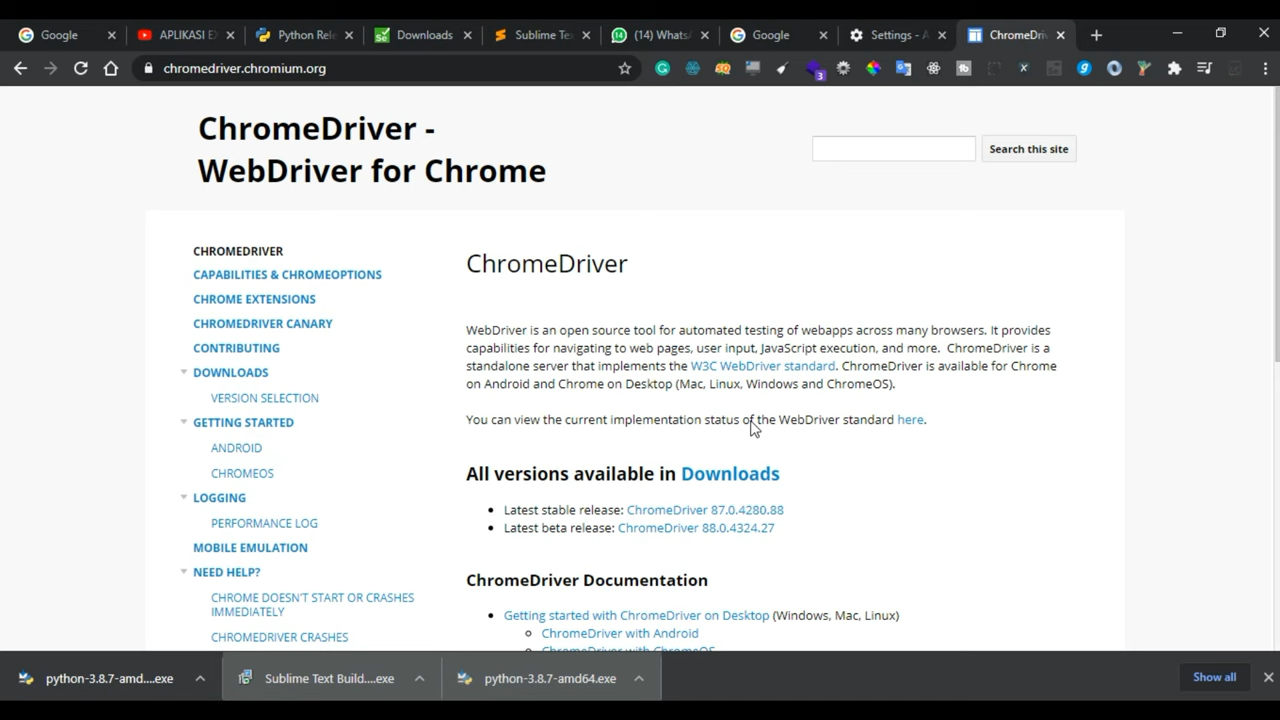 Google
APLIKASI E
Python Rele
Downloads
Sublime Tex
(14) Whats
Google
Settings - A
ChromeDriv
chromedriver.chromium.org
3
ChromeDriver -
WebDriver for Chrome
Search this site
CHROMEDRIVER
CAPABILITIES & CHROMEOPTIONS
CHROME EXTENSIONS
CHROMEDRIVER CANARY
CONTRIBUTING
DOWNLOADS
VERSION SELECTION
GETTING STARTED
ANDROID
CHROMEOS
LOGGING
PERFORMANCE LOG
MOBILE EMULATION
NEED HELP?
CHROME DOESN'T START OR CRASHES
IMMEDIATELY
CHROMEDRIVER CRASHES
ChromeDriver
WebDriver is an open source tool for automated testing of webapps across many browsers. It provides
capabilities for navigating to web pages, user input, JavaScript execution, and more. ChromeDriver is a
standalone server that implements the W3C WebDriver standard. ChromeDriver is available for Chrome
on Android and Chrome on Desktop (Mac, Linux, Windows and ChromeOS).
You can view the current implementation status of the WebDriver standard here.
All versions available in Downloads
• Latest stable release: ChromeDriver 87.0.4280.88
• Latest beta release: ChromeDriver 88.0.4324.27
ChromeDriver Documentation
• Getting started with ChromeDriver on Desktop (Windows, Mac, Linux)
ChromeDriver with Android
ChromeDriver with ChromeOS
python-3.8.7-amd....exe
Sublime Text Build....exe
python-3.8.7-amd64.exe
Show all